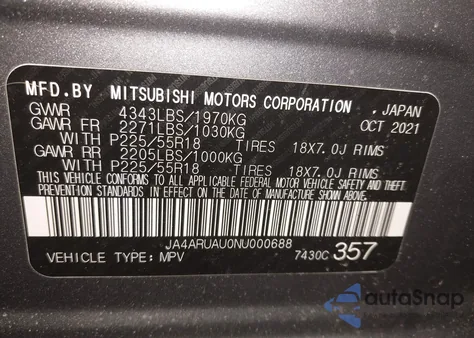 MFD.BY MITSUBISHI MOTORS CORPORATION , JAPAN
GVWR 4343LBS/1970KG OCT 2021
GAWR FR 2271LBS/1030KG
WITH P225/55R18 TIRES 18X7.0J RIMS
GAWR RR 2205LBS/1000KG
WITH P225/55R18 TIRES 18X7.0J RIMS
THIS VEHICLE CONFORMS TO ALL APPLICABLE FEDERAL MOTOR VEHICLE SAFETY AND THEFT
PREVENTION STANDARDS IN EFFECT ON THE DATE OF MANUFACTURE SHOWN ABOVE.
JA4ARUAU0NU000688
VEHICLE TYPE: MPV 7430C 357
autoSnap